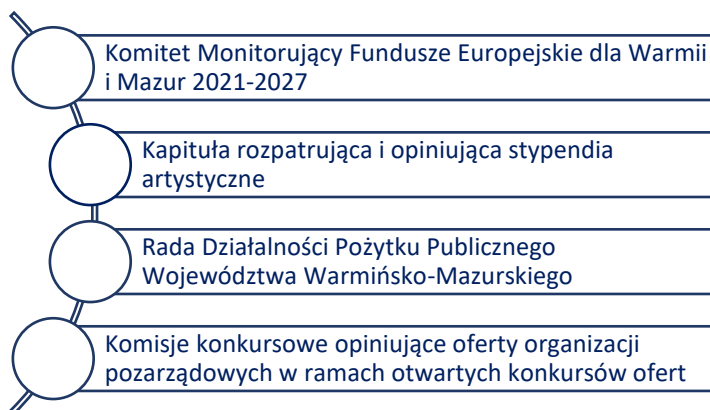 Komitet Monitorujący Fundusze Europejskie dla Warmii
i Mazur 2021-2027
Kapituła rozpatrująca i opiniująca stypendia
artystyczne
Rada Działalności Pożytku Publicznego
Województwa Warmińsko-Mazurskiego
Komisje konkursowe opiniujące oferty organizacji
pozarządowych w ramach otwartych konkursów ofert